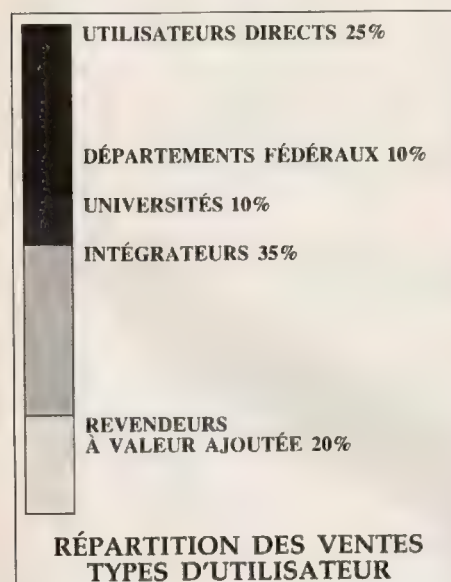 UTILISATEURS DIRECTS 25%
DÉPARTEMENTS FÉDÉRAUX 10%
UNIVERSITÉS 10%
INTÉGRATEURS 35%
REVENDEURS
À VALEUR AJOUTÉE 20%
RÉPARTITION DES VENTES
TYPES D'UTILISATEUR